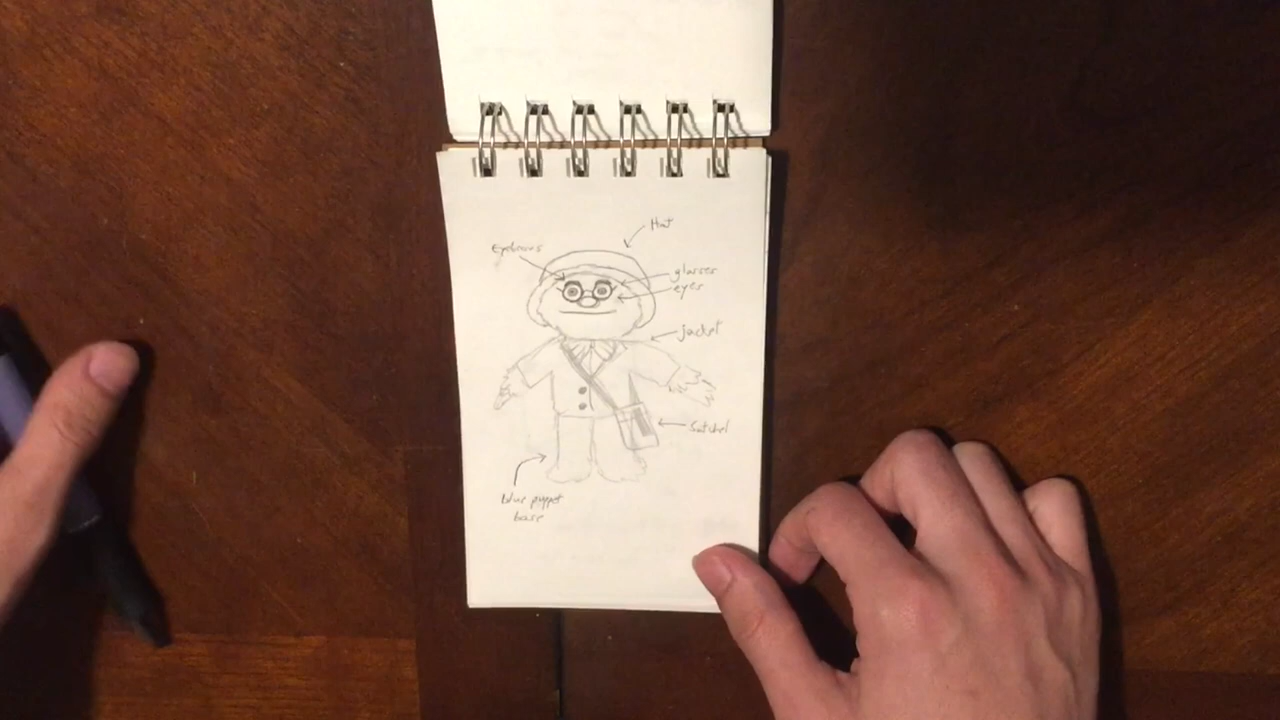 Hat
eyebrows
glasses
eyes
jacket
Satchel
blue puppet
base